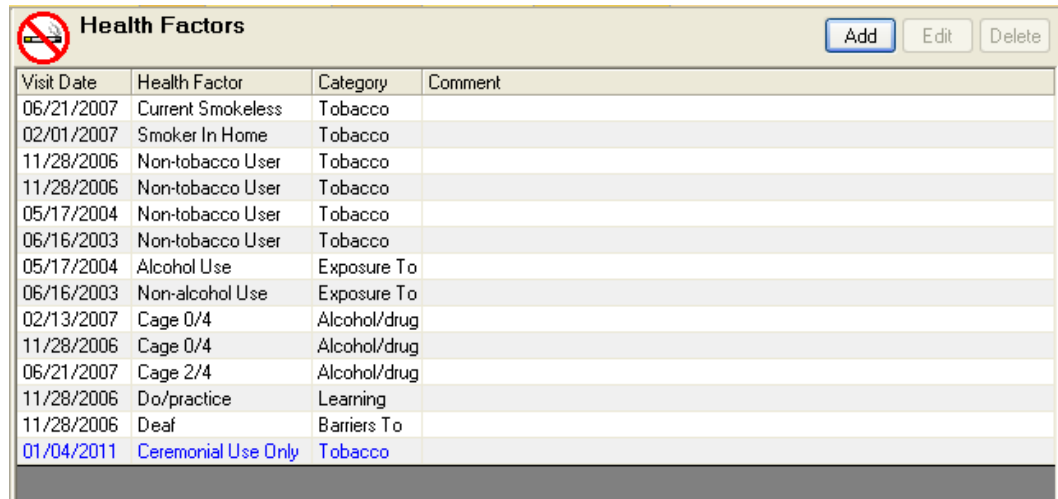 Health Factors
Add Edit Delete
Visit Date Health Factor Category Comment
06/21/2007 Current Smokeless Tobacco
02/01/2007 Smoker In Home Tobacco
11/28/2006 Non-tobacco User Tobacco
11/28/2006 Non-tobacco User Tobacco
05/17/2004 Non-tobacco User Tobacco
06/16/2003 Non-tobacco User Tobacco
05/17/2004 Alcohol Use Exposure To
06/16/2003 Non-alcohol Use Exposure To
02/13/2007 Cage 0/4 Alcohol/drug
11/28/2006 Cage 0/4 Alcohol/drug
06/21/2007 Cage 2/4 Alcohol/drug
11/28/2006 Do/practice Learning
11/28/2006 Deaf Barriers To
01/04/2011 Ceremonial Use Only Tobacco